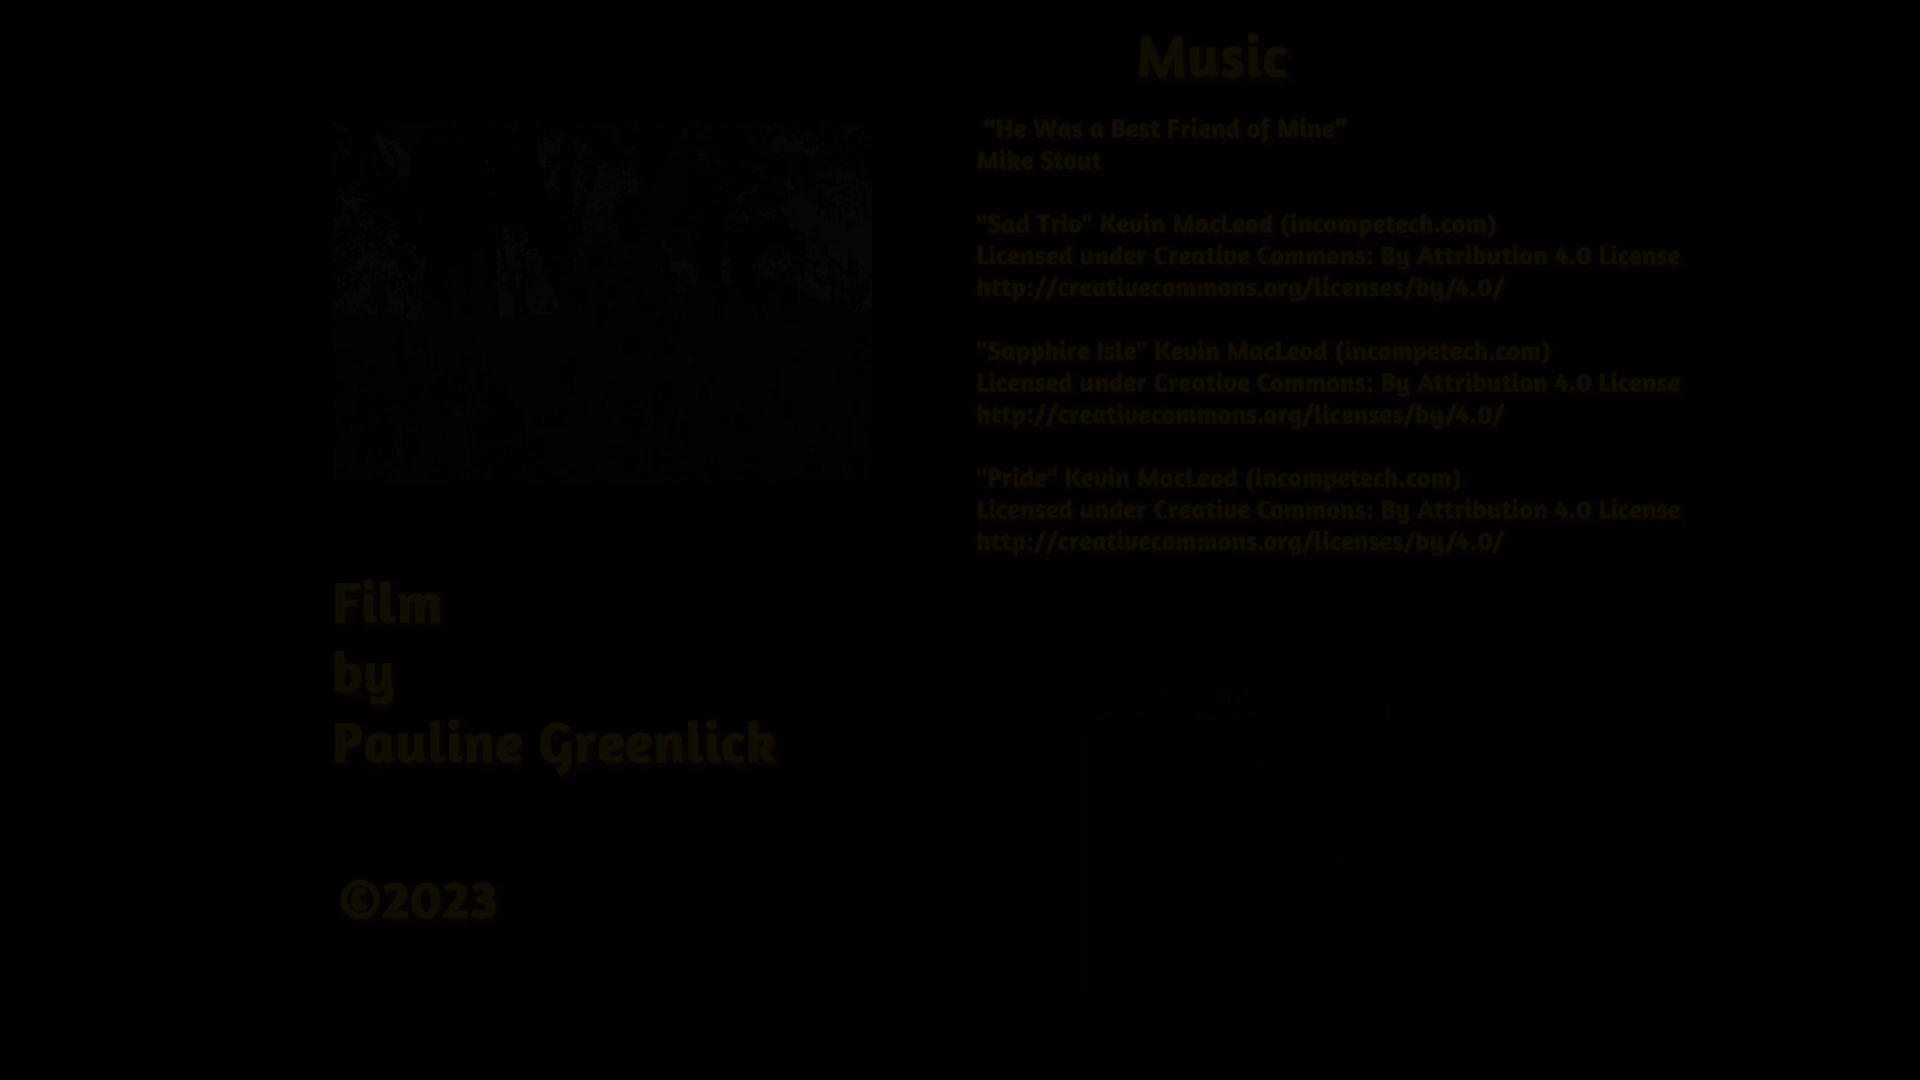 Music
“He Was a Best Friend of Mine”
Mike Stout
"Sad Trio" Kevin MacLeod (incompetech.com)
Licensed under Creative Commons: By Attribution 4.0 License
http://creativecommons.org/licenses/by/4.0/
"Sapphire Isle" Kevin MacLeod (incompetech.com)
Licensed under Creative Commons: By Attribution 4.0 License
http://creativecommons.org/licenses/by/4.0/
"Pride" Kevin MacLeod (incompetech.com)
Licensed under Creative Commons: By Attribution 4.0 License
http://creativecommons.org/licenses/by/4.0/
Film
by
Pauline Greenlick
©2023